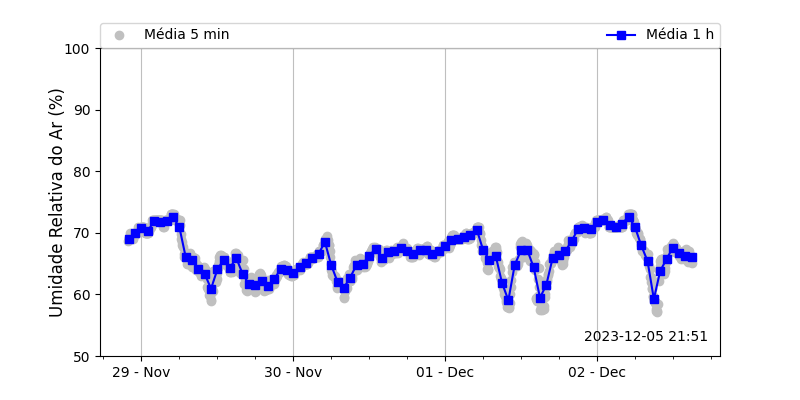 Média 5 min
Média 1 h
Umidade Relativa do Ar (%)
100
90
80
70
60
50
2023-12-05 21:51
29 - Nov
30 - Nov
01 - Dec
02 - Dec